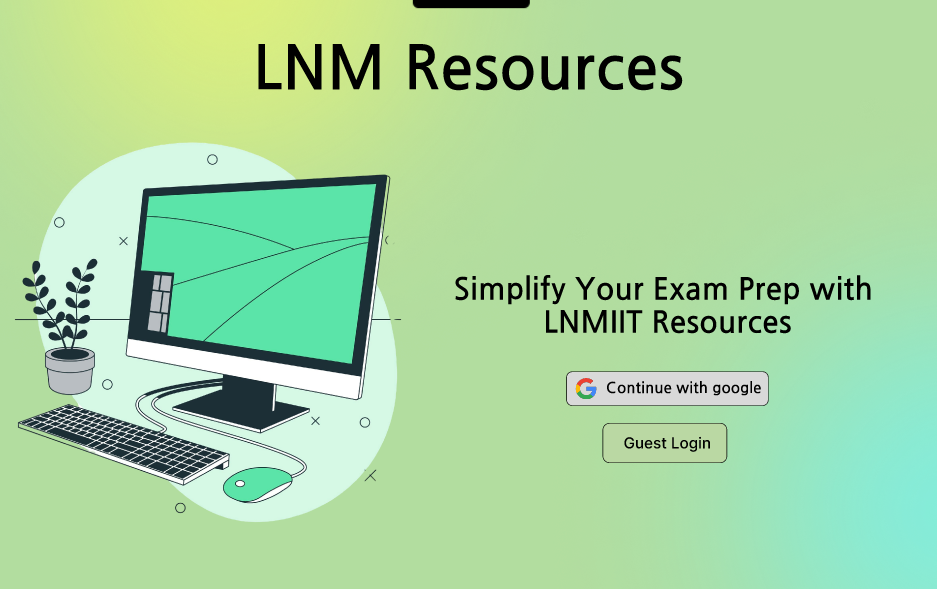 LNM Resources
Simplify Your Exam Prep with
LNMIIT Resources
Continue with google
Guest Login